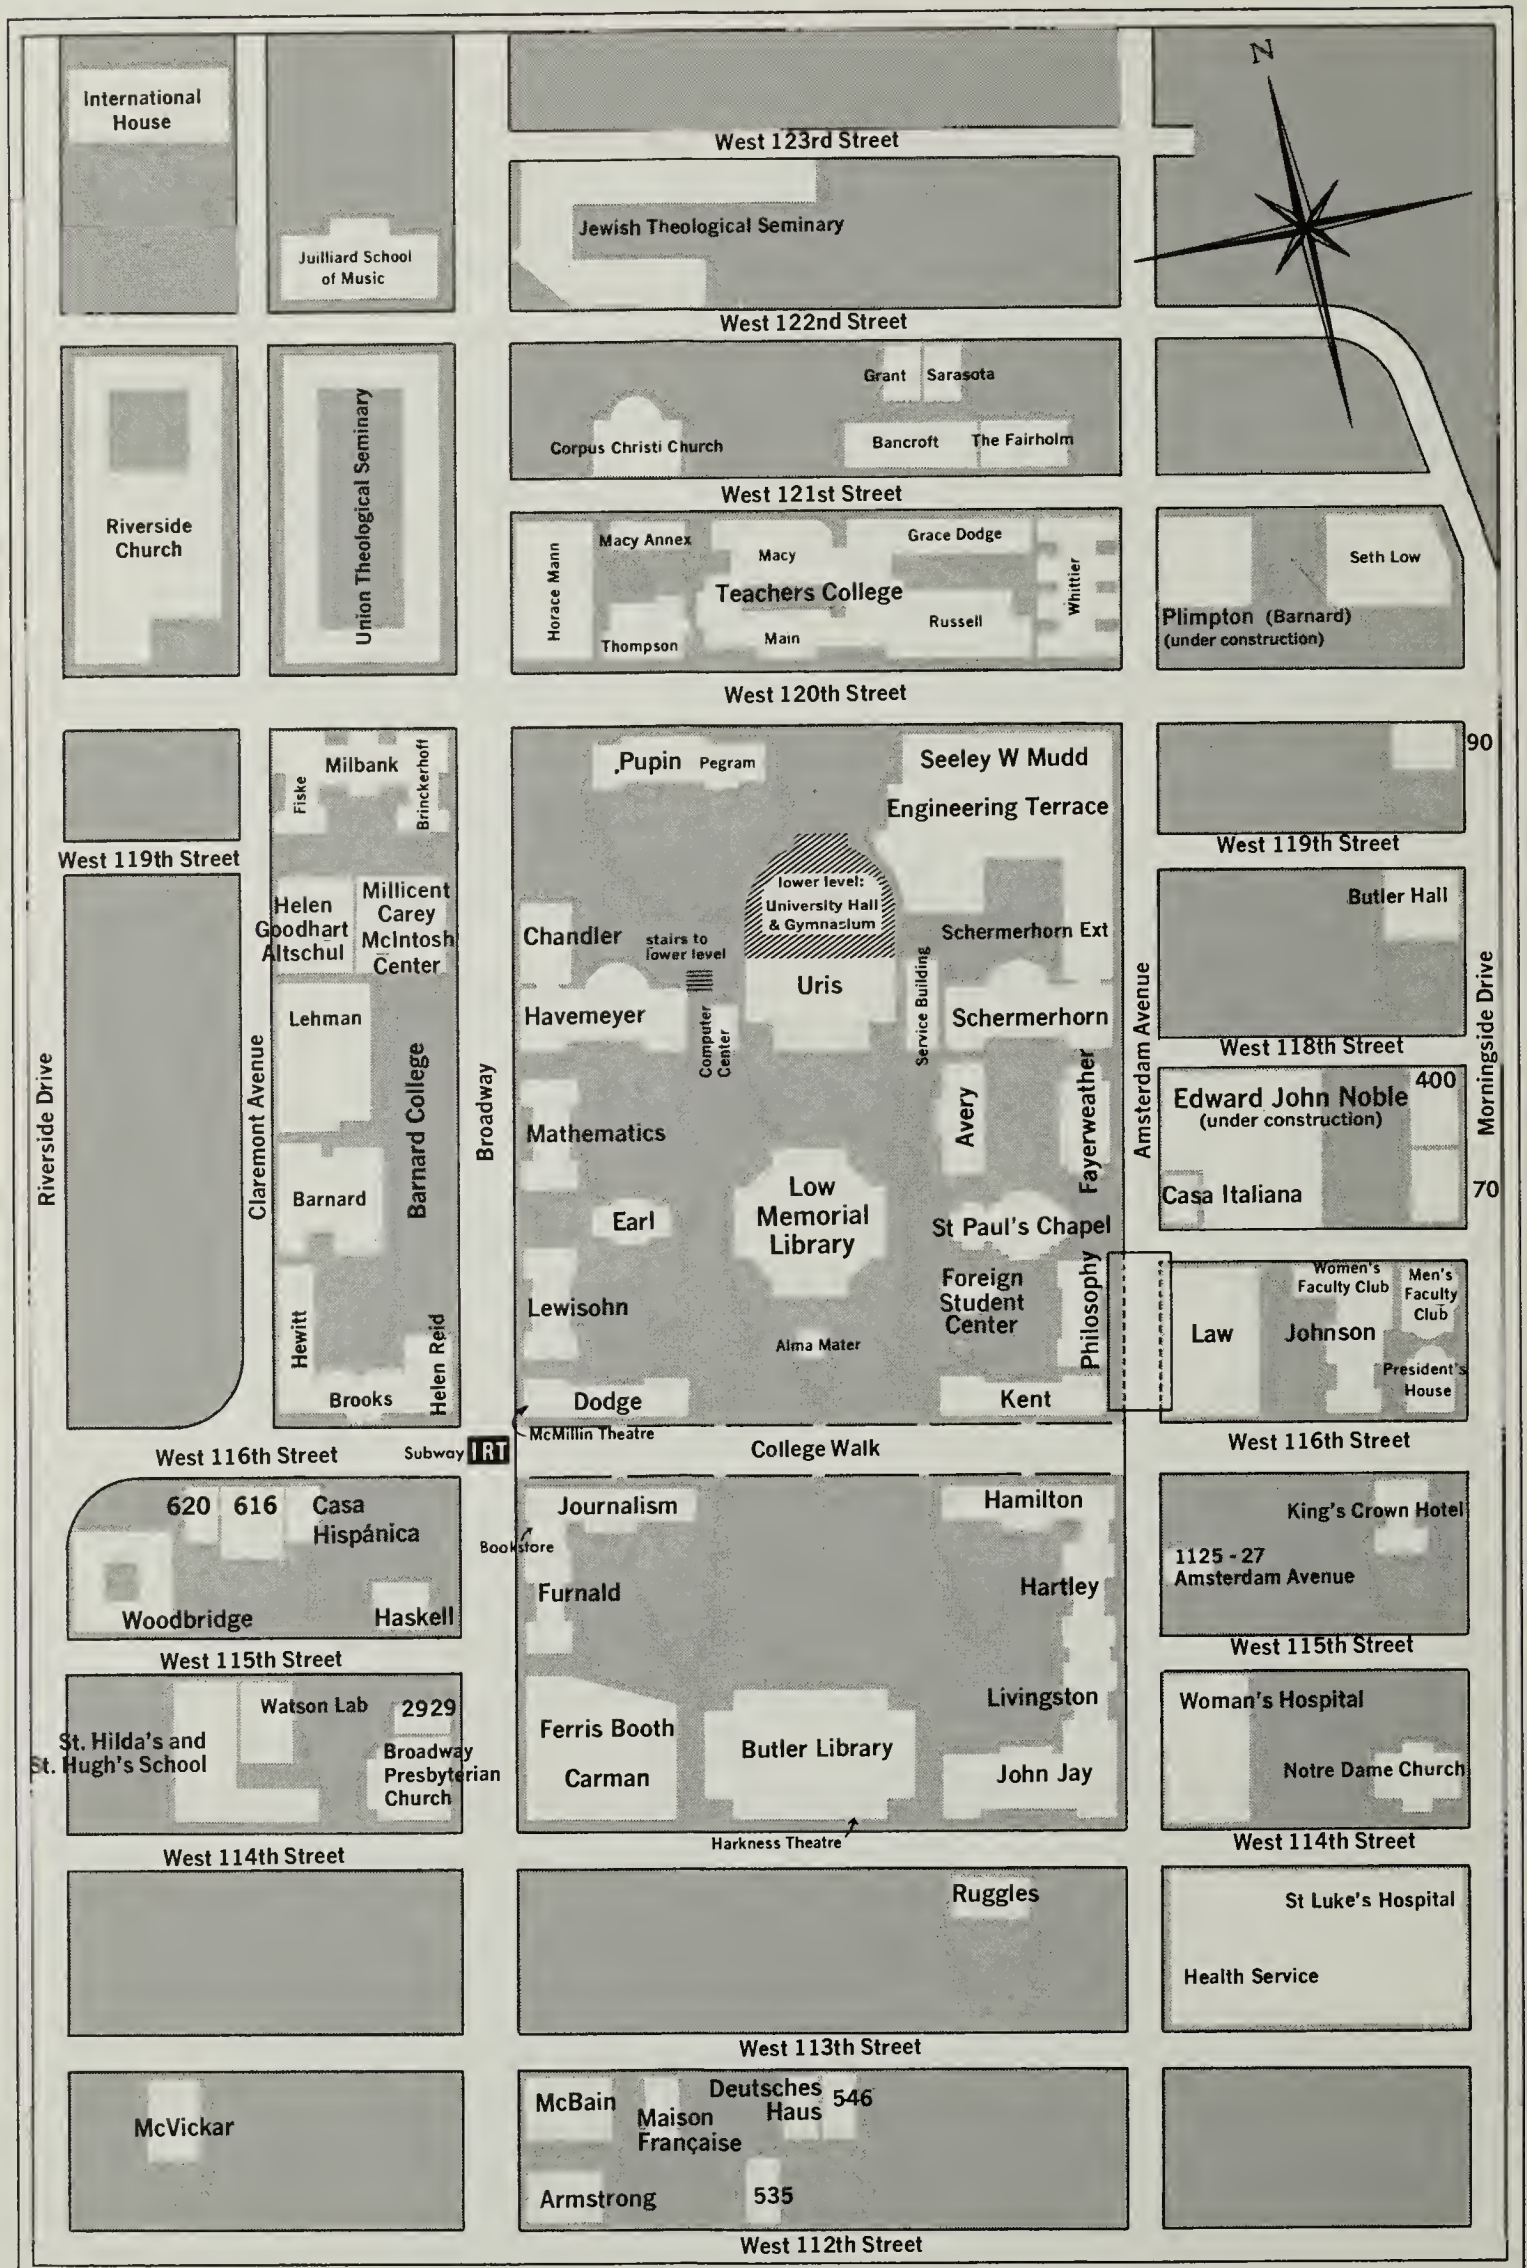 N
International
House
West 123rd Street
Jewish Theological Seminary
Juilliard School
of Music
West 122nd Street
Grant
Sarasota
Corpus Christi Church
Bancroft
The Fairholm
West 121st Street
Riverside
Church
Union Theological Seminary
Horace Mann
Macy Annex
Macy
Grace Dodge
Teachers College
Whittier
Thompson
Main
Russell
Seth Low
Plimpton (Barnard)
(under construction)
West 120th Street
Fiske
Milbank
Brinckerhoff
Pupin
Pegram
Seeley W Mudd
Engineering Terrace
90
West 119th Street
West 119th Street
Helen
Goodhart
Altschul
Millicent
Carey
McIntosh
Center
Chandler
stairs to
lower level
lower level:
University Hall
& Gymnasium
Schermerhorn Ext
Butler Hall
Lehman
Havemeyer
Computer
Center
Uris
Service Building
Schermerhorn
West 118th Street
Riverside Drive
Claremont Avenue
Barnard College
Broadway
Amsterdam Avenue
Morningside Drive
Mathematics
Avery
Fayerweather
Edward John Noble
(under construction)
400
Casa Italiana
70
Barnard
Earl
Low
Memorial
Library
St Paul's Chapel
Hewitt
Helen Reid
Brooks
Lewisohn
Alma Mater
Foreign
Student
Center
Philosophy
Law
Women's
Faculty Club
Johnson
Men's
Faculty
Club
President's
House
Dodge
Kent
McMillin Theatre
West 116th Street
Subway IRT
College Walk
West 116th Street
620
616
Casa
Hispánica
Woodbridge
Haskell
Journalism
Bookstore
Furnald
Hamilton
Hartley
King's Crown Hotel
1125 - 27
Amsterdam Avenue
West 115th Street
West 115th Street
St. Hilda's and
St. Hugh's School
Watson Lab
2929
Broadway
Presbyterian
Church
Ferris Booth
Carman
Butler Library
Livingston
John Jay
Woman's Hospital
Notre Dame Church
Harkness Theatre
West 114th Street
West 114th Street
Ruggles
St Luke's Hospital
Health Service
West 113th Street
McVickar
McBain
Maison
Française
Deutsches
Haus
546
Armstrong
535
West 112th Street